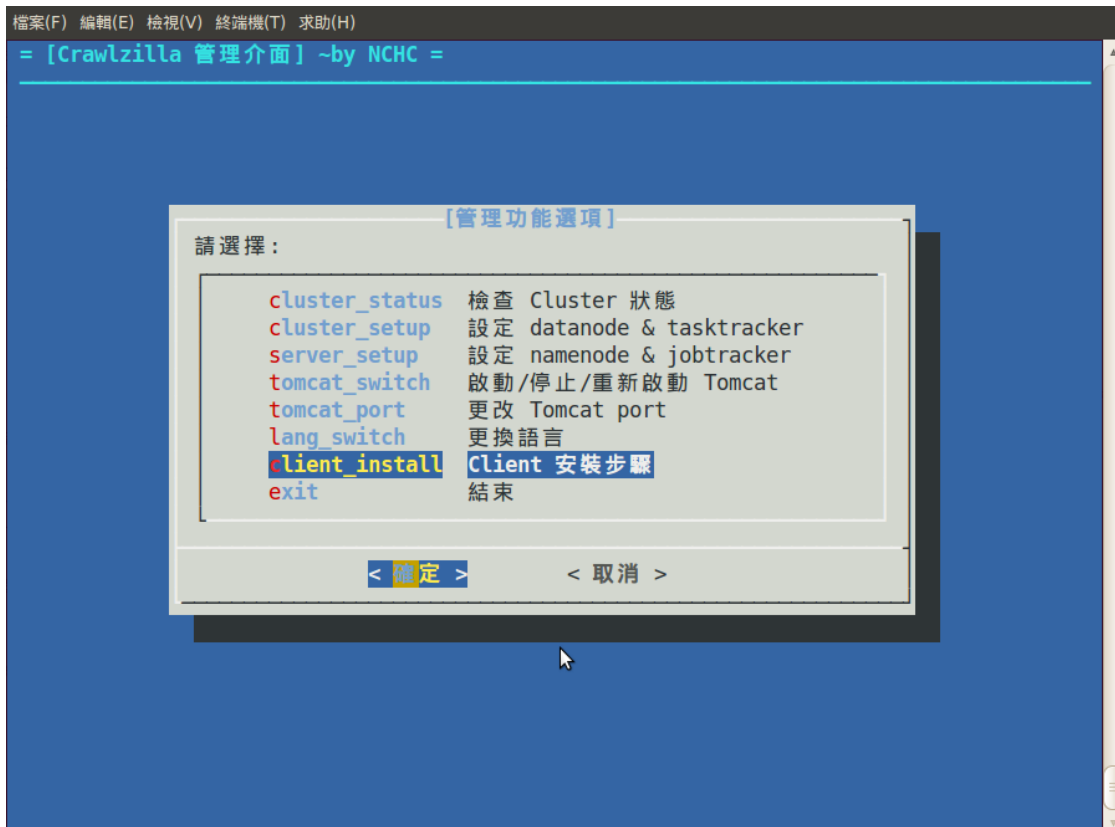 檔案(F) 編輯(E) 檢視(V) 終端機(T) 求助(H)
= [Crawlzilla 管理介面] ~by NCHC =
[管理功能選項]
請選擇:
cluster_status 檢查 Cluster 狀態
cluster_setup 設定 datanode & tasktracker
server_setup 設定 namenode & jobtracker
tomcat_switch 啟動/停止/重新啟動 Tomcat
tomcat_port 更改 Tomcat port
lang_switch 更換語言
client_install Client 安裝步驟
exit 結束
< 確定 > < 取消 >